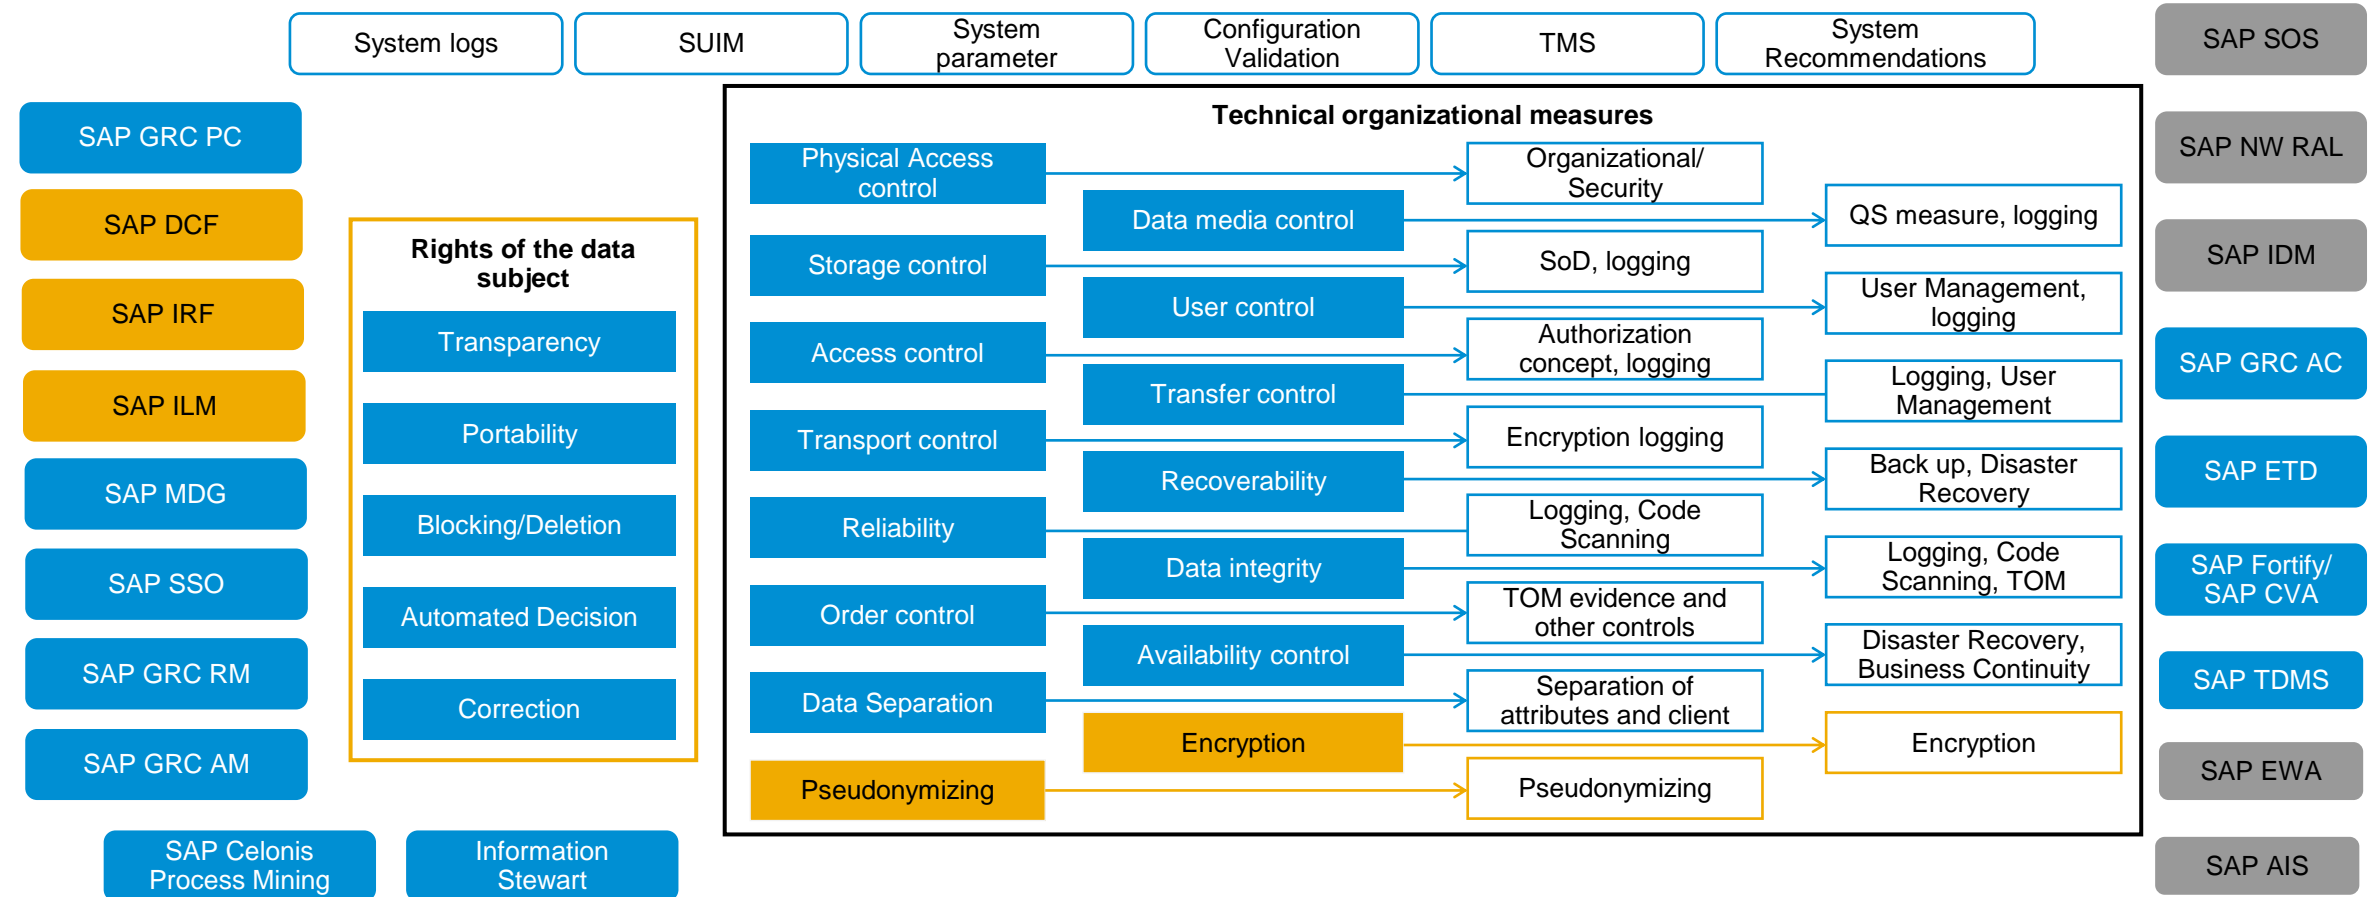 System logs
SUIM
System
parameter
Configuration
Validation
TMS
System
Recommendations
SAP SOS
SAP GRC PC
SAP DCF
SAP IRF
SAP ILM
SAP MDG
SAP SSO
SAP GRC RM
SAP GRC AM
SAP Celonis
Process Mining
Information
Stewart
Rights of the data
subject
Transparency
Portability
Blocking/Deletion
Automated Decision
Correction
Technical organizational measures
Physical Access
control
Organizational/
Security
Data media control
QS measure, logging
Storage control
SoD, logging
User control
User Management,
logging
Access control
Authorization
concept, logging
Transfer control
Logging, User
Management
Transport control
Encryption logging
Recoverability
Back up, Disaster
Recovery
Reliability
Logging, Code
Scanning
Data integrity
Logging, Code
Scanning, TOM
Order control
TOM evidence and
other controls
Availability control
Disaster Recovery,
Business Continuity
Data Separation
Separation of
attributes and client
Encryption
Encryption
Pseudonymizing
Pseudonymizing
SAP NW RAL
SAP IDM
SAP GRC AC
SAP ETD
SAP Fortify/
SAP CVA
SAP TDMS
SAP EWA
SAP AIS